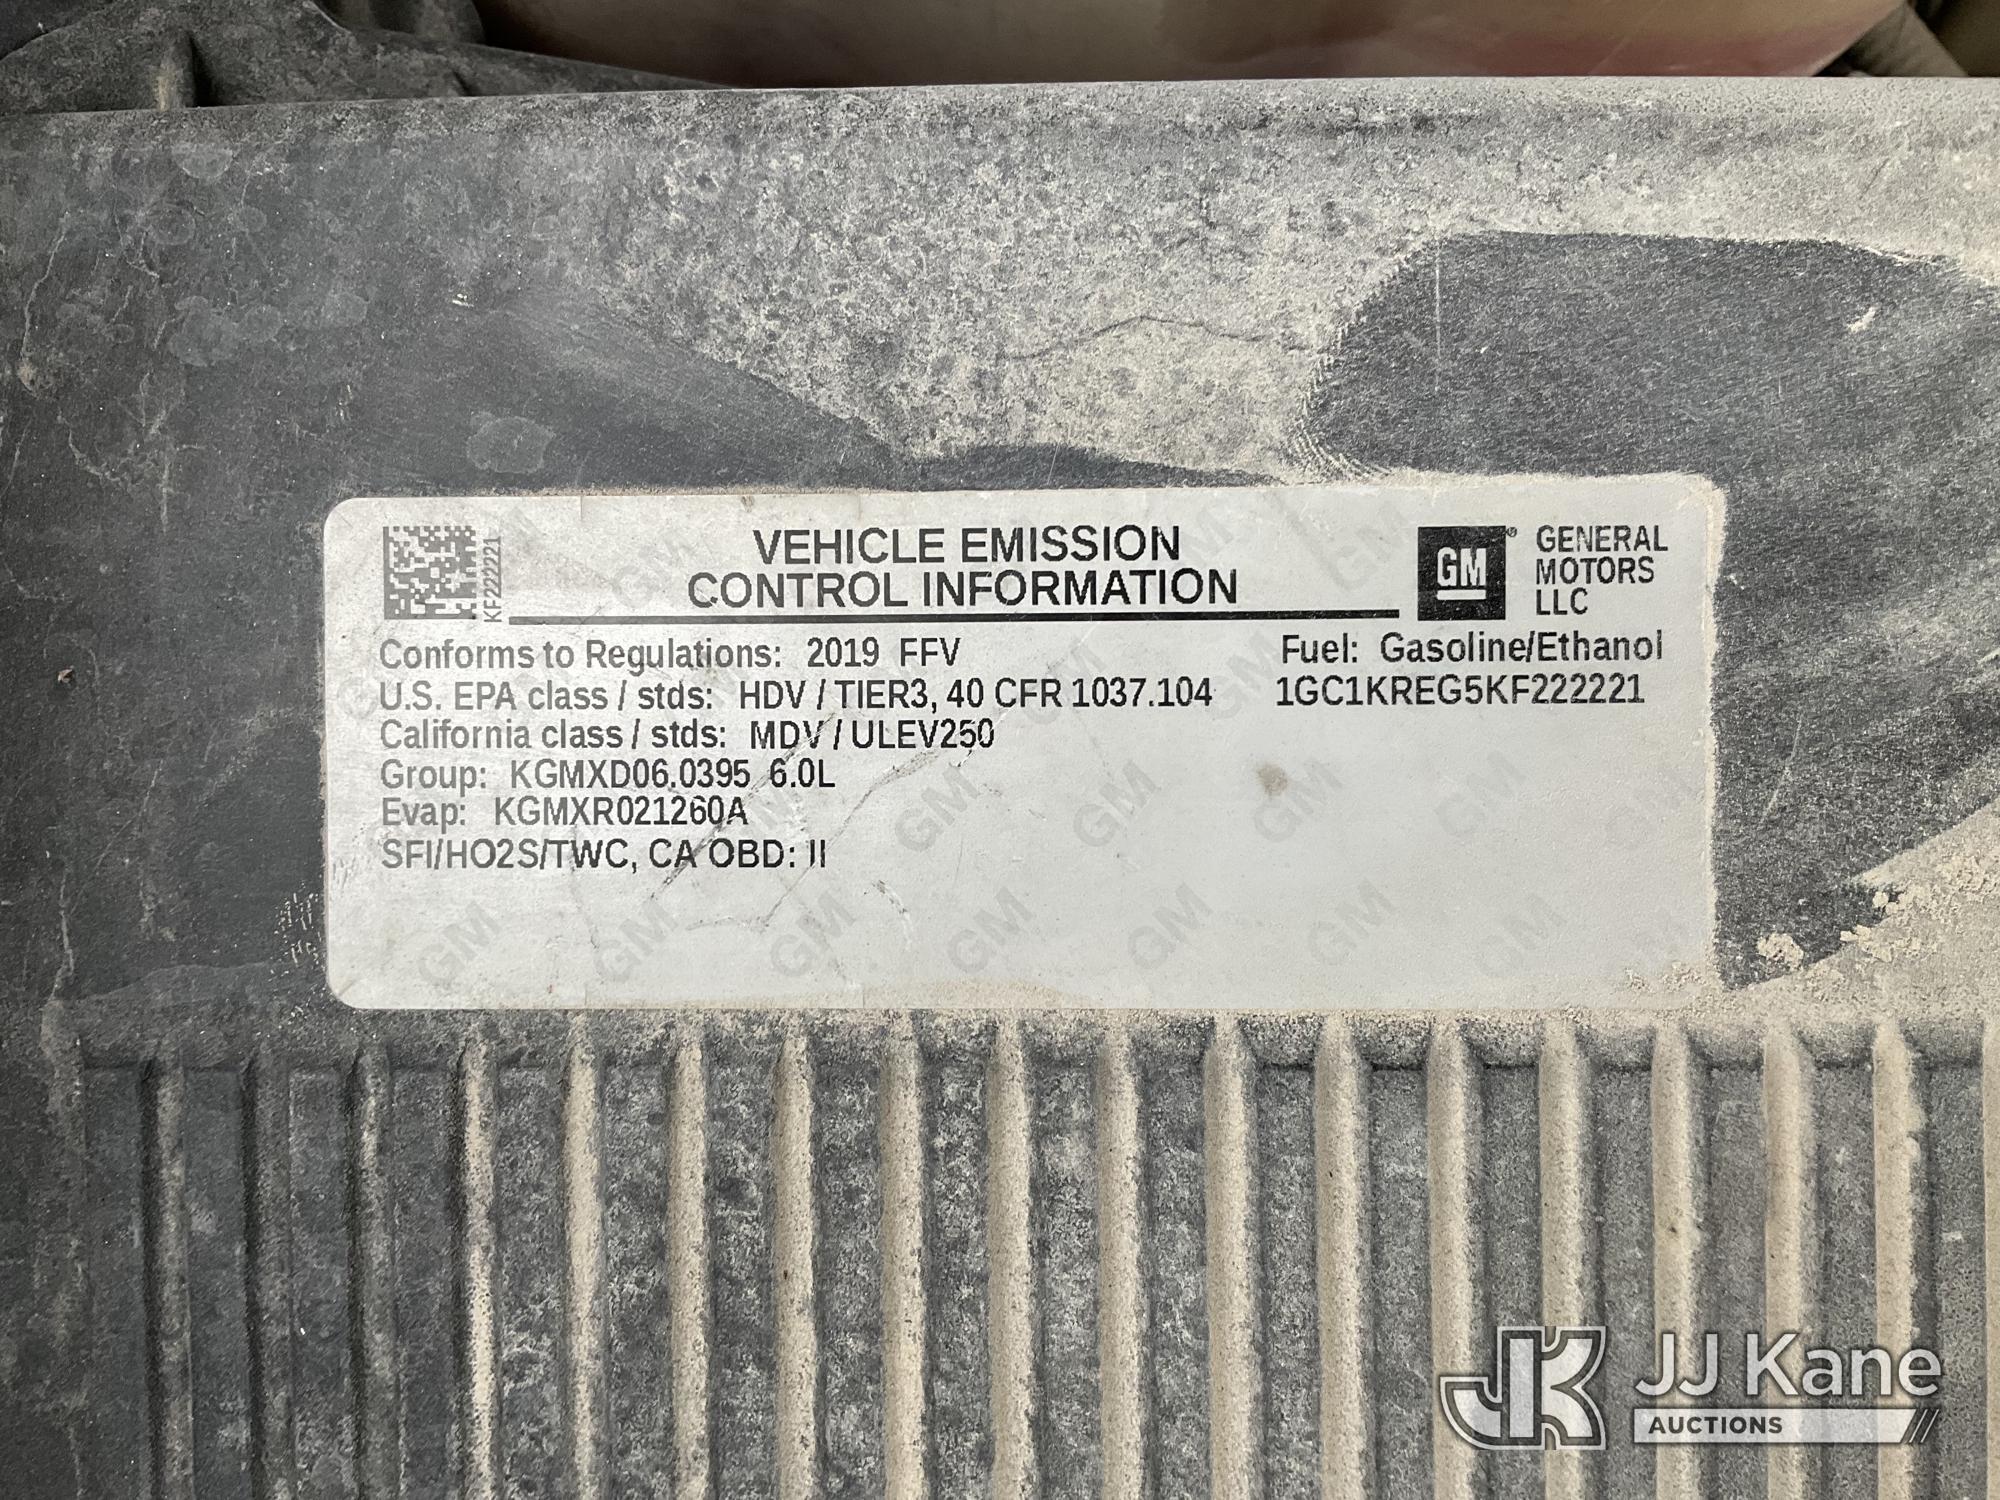 KF222221
VEHICLE EMISSION
CONTROL INFORMATION
GM®
GENERAL
MOTORS
LLC
Conforms to Regulations: 2019 FFV
Fuel: Gasoline/Ethanol
U.S. EPA class / stds: HDV / TIER3, 40 CFR 1037.104
1GC1KREG5KF222221
California class / stds: MDV / ULEV250
Group: KGMXD06.0395 6.0L
Evap: KGMXR021260A
SFI/HO2S/TWC, CA OBD: II
JK
JJ Kane
AUCTIONS